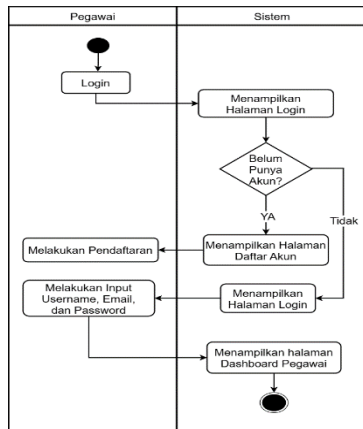 Pegawai
Sistem
Login
Menampilkan
Halaman Login
Belum
Punya
Akun?
Tidak
YA
Melakukan Pendaftaran
Menampilkan Halaman
Daftar Akun
Melakukan Input
Username, Email,
dan Password
Menampilkan
Halaman Login
Menampilkan halaman
Dashboard Pegawai